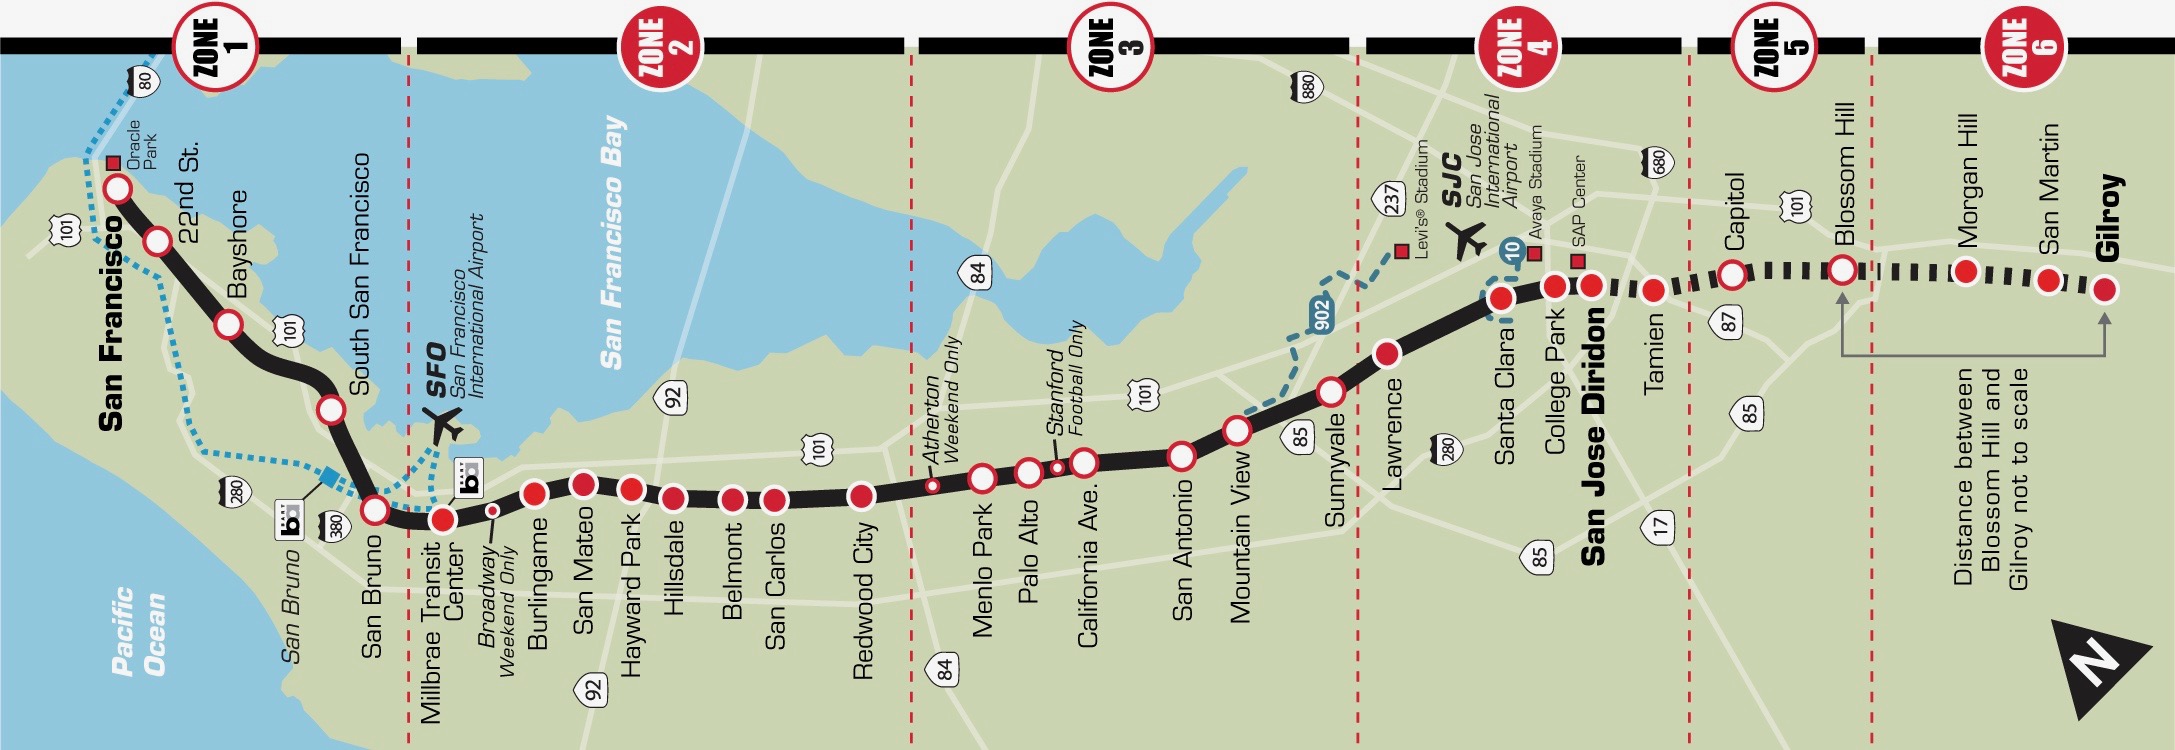 ZONE
1
ZONE
2
ZONE
3
ZONE
4
ZONE
5
ZONE
6
80
101
Oracle
Park
San Francisco
22nd St.
Bayshore
101
South San Francisco
280
380
San Bruno
San Bruno
Pacific
Ocean
SFO
San Francisco
International Airport
San Francisco Bay
Millbrae Transit
Center
Broadway
Weekend Only
Burlingame
San Mateo
Hayward Park
Hillsdale
Belmont
San Carlos
Redwood City
92
92
101
84
84
Atherton
Weekend Only
Menlo Park
Palo Alto
Stanford
Football Only
California Ave.
San Antonio
Mountain View
101
880
902
85
Sunnyvale
237
Levi's® Stadium
SJC
San Jose
International
Airport
10
Avaya Stadium
SAP Center
680
Lawrence
280
Santa Clara
College Park
San Jose Diridon
Tamien
85
17
87
85
Capitol
101
Blossom Hill
Morgan Hill
San Martin
Gilroy
Distance between
Blossom Hill and
Gilroy not to scale
N